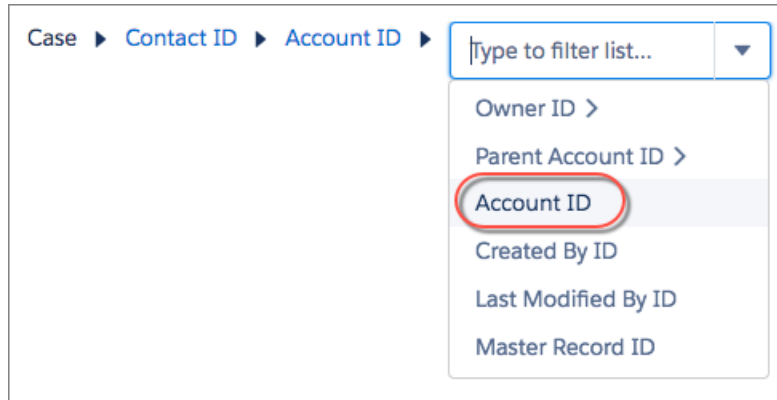 Case ▶ Contact ID ▶ Account ID ▶ Type to filter list...
Owner ID >
Parent Account ID >
Account ID
Created By ID
Last Modified By ID
Master Record ID